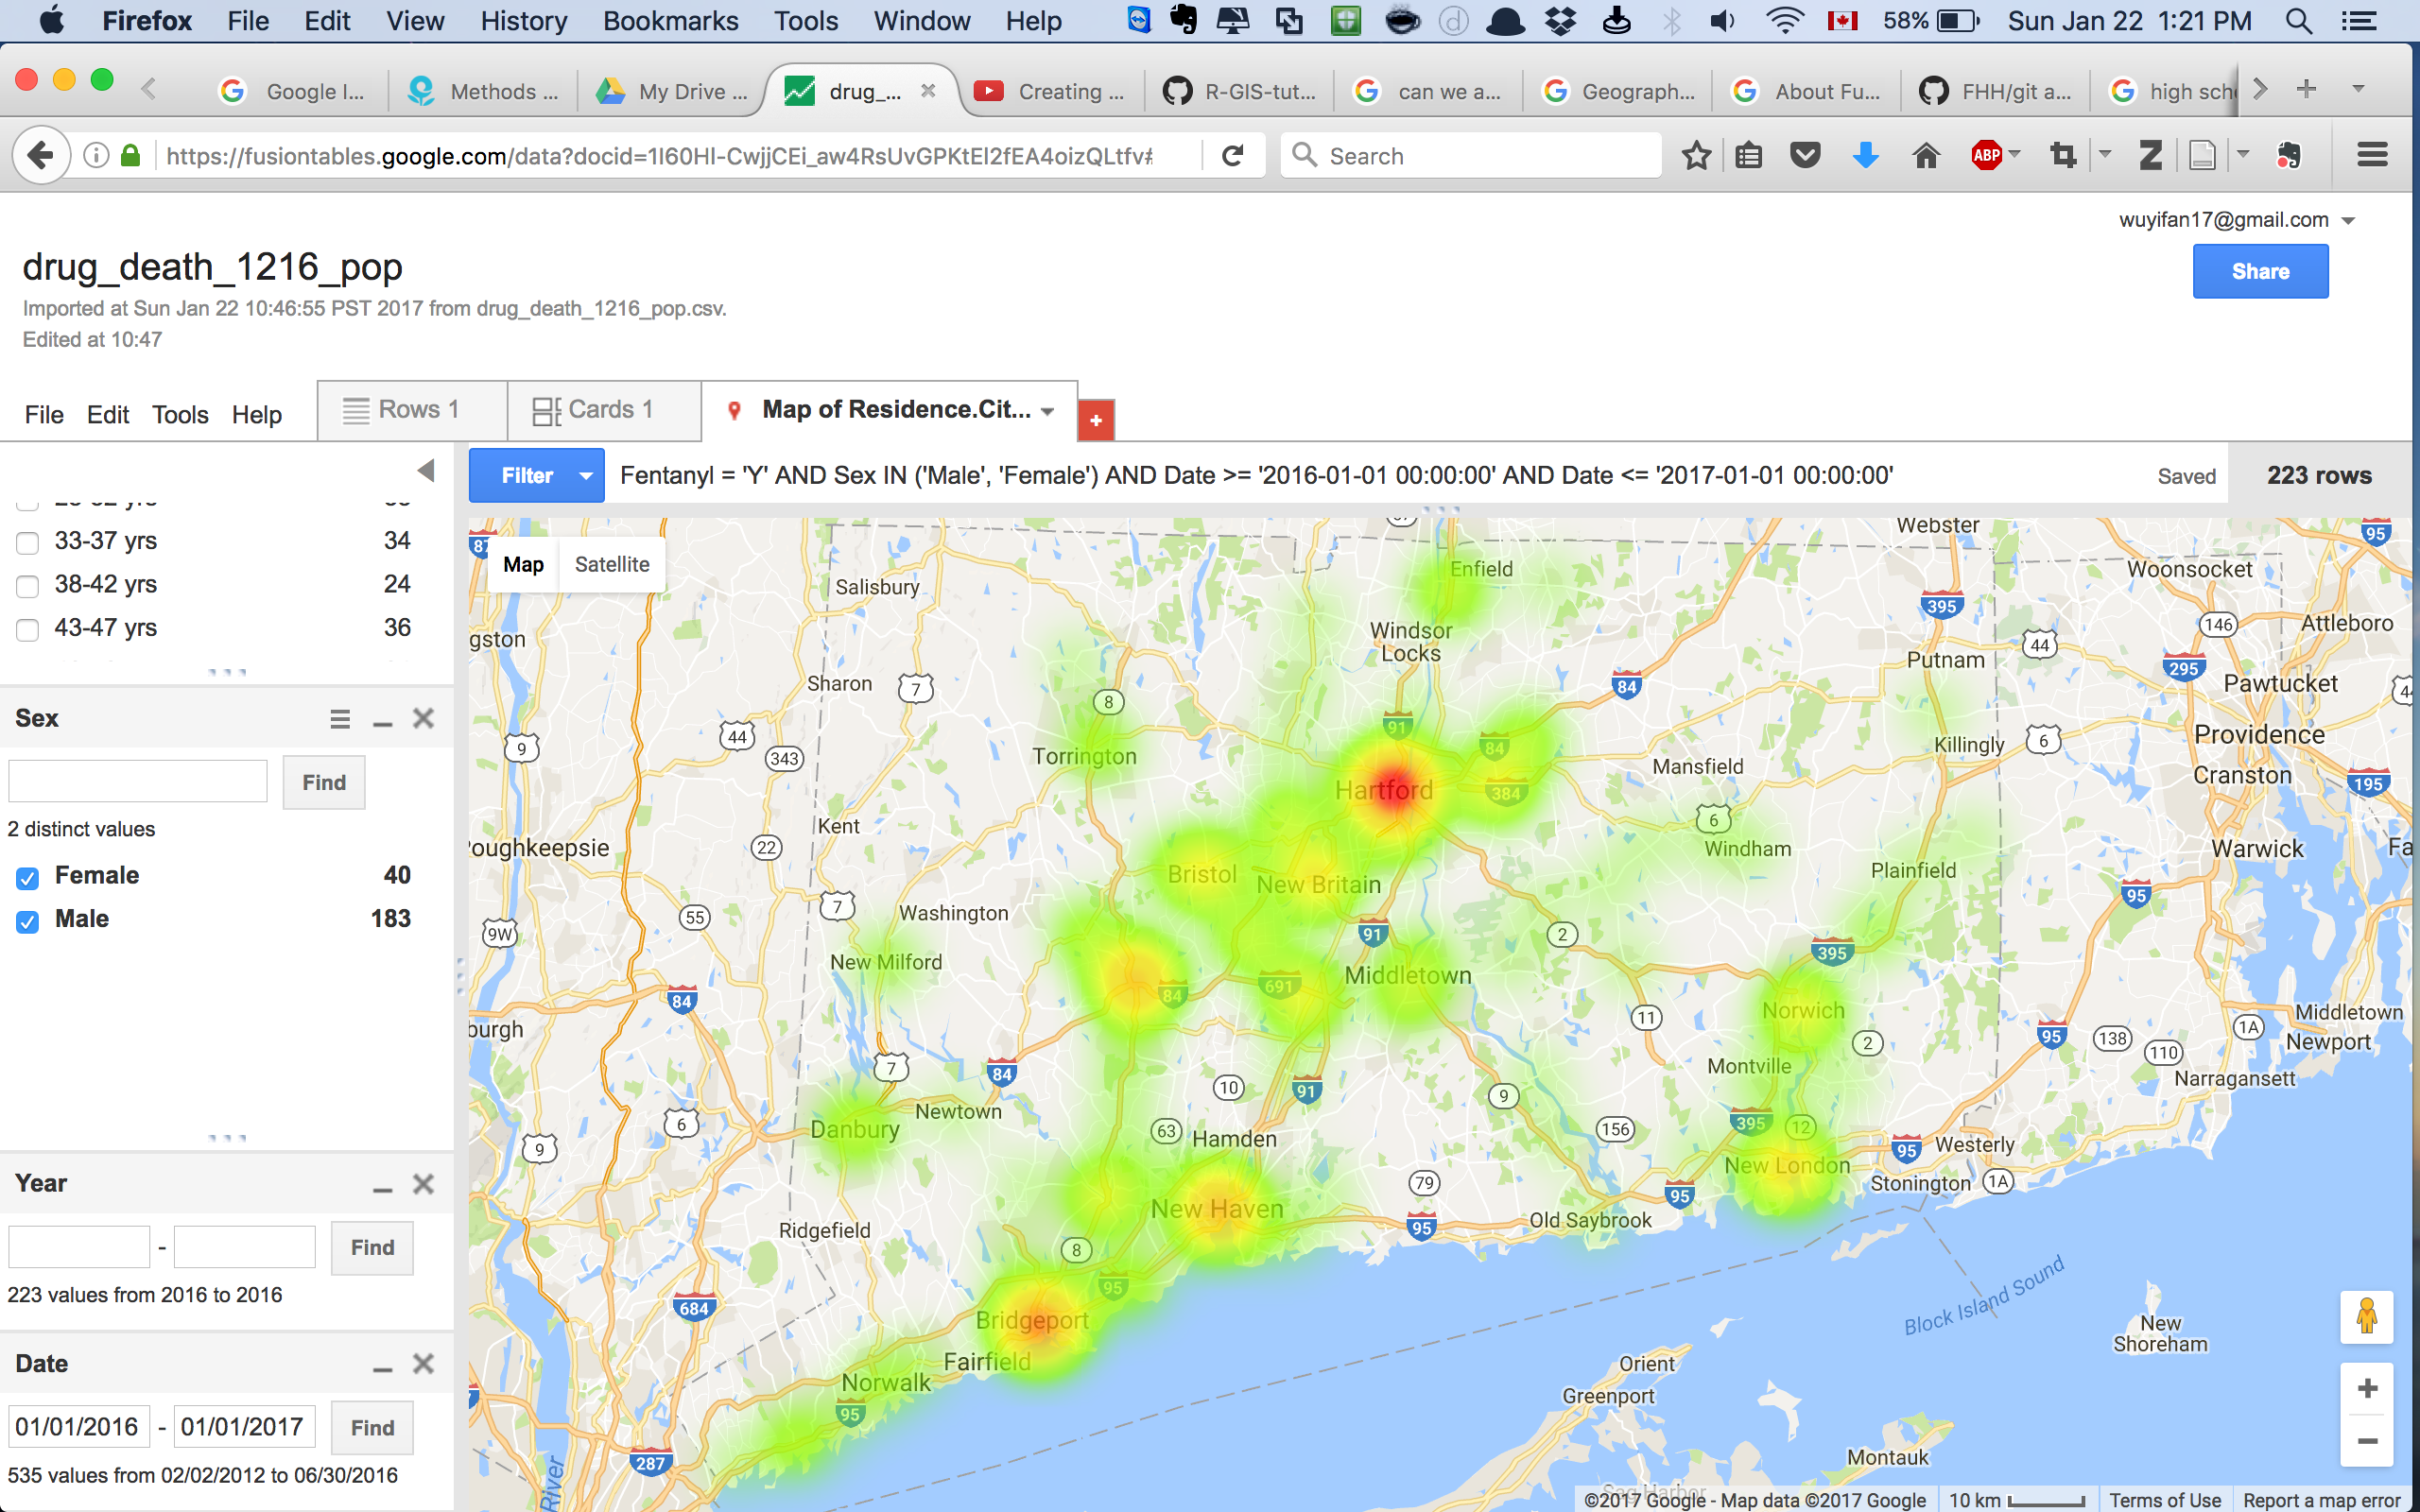 Firefox File Edit View History Bookmarks Tools Window Help 58% Sun Jan 22 1:21 PM
Google I... Methods ... My Drive ... drug_... Creating ... R-GIS-tut... can we a... Geograph... About Fu... FHH/git a... high sch
https://fusiontables.google.com/data?docid=1I60HI-CwjjCEi_aw4RsUvGPKtEI2fEA4oizQLtfv# Search ABP
wuyifan17@gmail.com
drug_death_1216_pop
Share
Imported at Sun Jan 22 10:46:55 PST 2017 from drug_death_1216_pop.csv.
Edited at 10:47
File Edit Tools Help Rows 1 Cards 1 Map of Residence.Cit... +
Filter Fentanyl = 'Y' AND Sex IN ('Male', 'Female') AND Date >= '2016-01-01 00:00:00' AND Date <= '2017-01-01 00:00:00' Saved 223 rows
33-37 yrs 34
38-42 yrs 24
43-47 yrs 36
Sex
Find
2 distinct values
Female 40
Male 183
Year
- Find
223 values from 2016 to 2016
Date
01/01/2016 - 01/01/2017 Find
535 values from 02/02/2012 to 06/30/2016
Map Satellite
87
Webster
95
Enfield
Woonsocket
Salisbury
395
146
Attleboro
Windsor
Locks
gston
44
Putnam
295
84
Pawtucket
Sharon
7
8
91
44
9
343
Torrington
84
Killingly
6
Providence
Mansfield
Cranston
195
Hartford
384
Kent
6
oughkeepsie
22
Windham
Warwick
Plainfield
Bristol
New Britain
95
7
55
Washington
9W
91
2
395
New Milford
Middletown
84
84
691
Norwich
burgh
11
Middletown
1A
Newport
95
138
110
2
7
84
Montville
Narragansett
10
91
9
Newtown
6
Danbury
63
Hamden
156
395
12
9
95
Westerly
New London
79
95
Stonington
1A
New Haven
95
Old Saybrook
Ridgefield
8
95
684
Bridgeport
Block Island Sound
New
Shoreham
Fairfield
Orient
Norwalk
Greenport
95
287
Montauk
River
Sag Harbor
©2017 Google - Map data ©2017 Google 10 km Terms of Use Report a map error